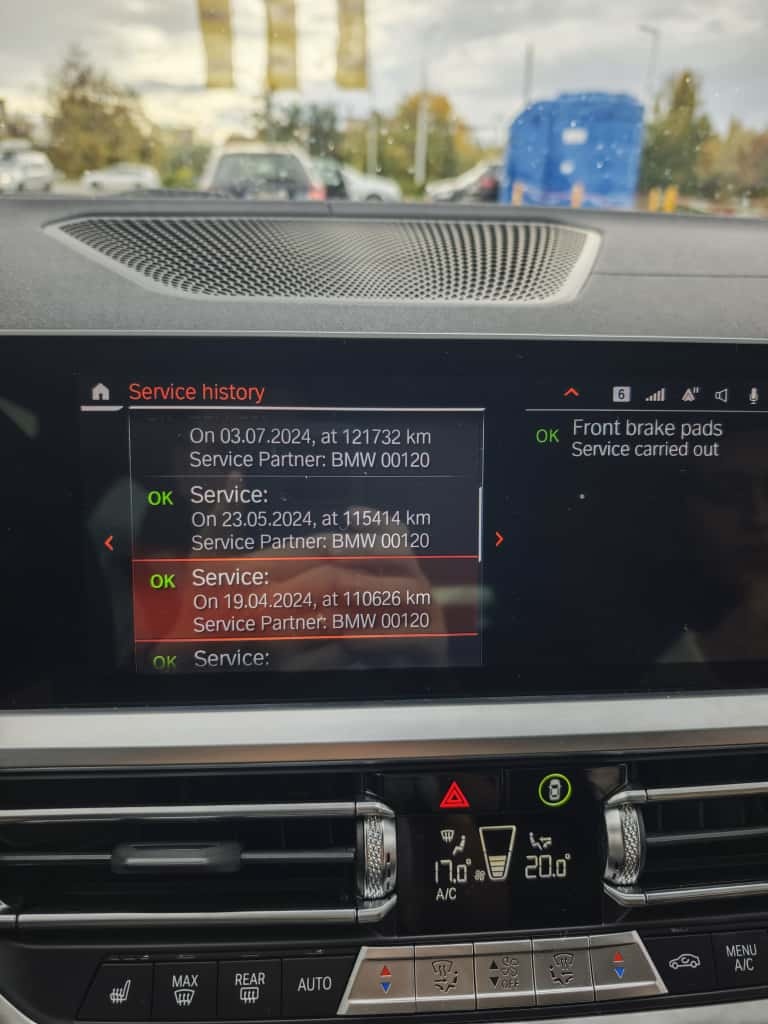 Service history
6
On 03.07.2024, at 121732 km
Service Partner: BMW 00120
OK Service:
On 23.05.2024, at 115414 km
Service Partner: BMW 00120
OK Service:
On 19.04.2024, at 110626 km
Service Partner: BMW 00120
OK Service:
OK Front brake pads
Service carried out
17.0°
20.0°
A/C
MAX
REAR
AUTO
OFF
MENU
A/C